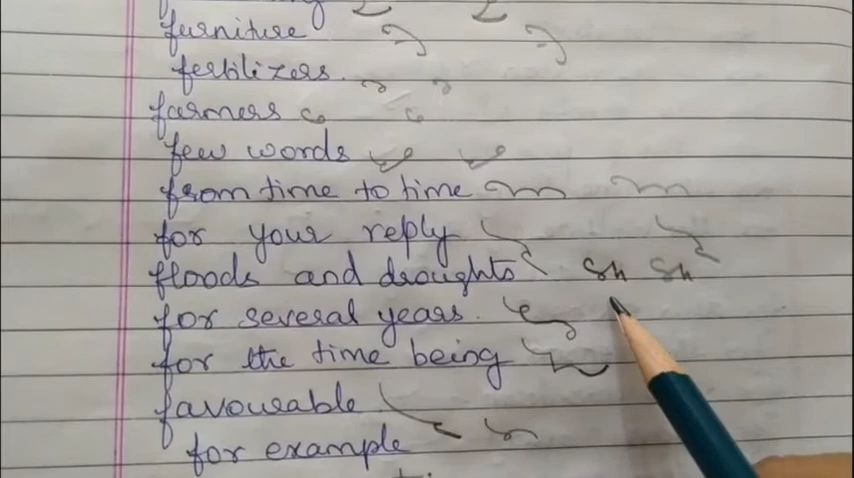 furniture
fertilizers.
farmers
few words
from time to time
for your reply
floods and droughts
for several years.
for the time being
favourable
for example